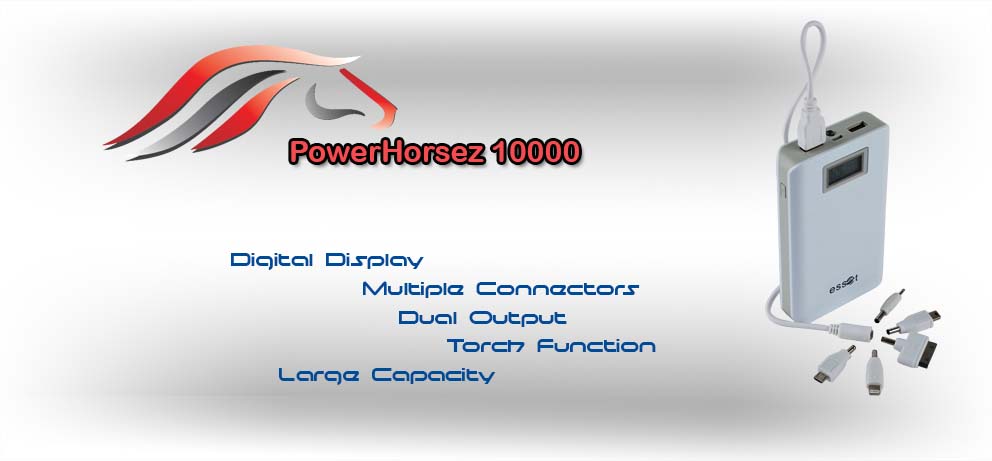 PowerHorsez 10000
Digital Display
Multiple Connectors
Dual Output
Torch Function
Large Capacity
essot